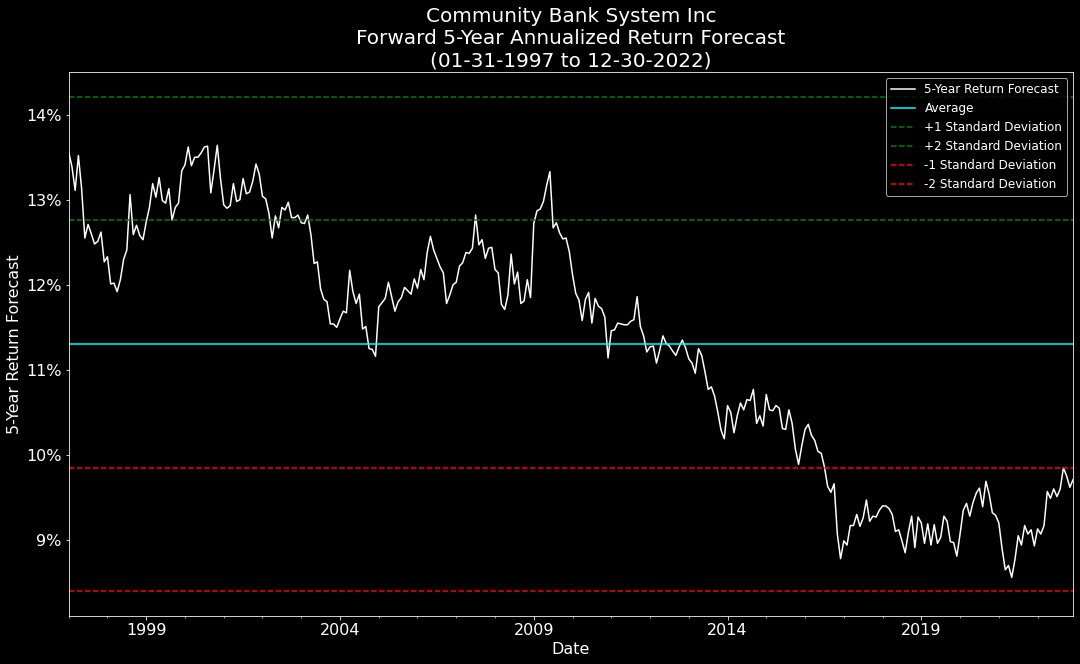 Community Bank System Inc
Forward 5-Year Annualized Return Forecast
(01-31-1997 to 12-30-2022)
5-Year Return Forecast
Average
+1 Standard Deviation
+2 Standard Deviation
-1 Standard Deviation
-2 Standard Deviation
5-Year Return Forecast
14%
13%
12%
11%
10%
9%
1999
2004
2009
2014
2019
Date